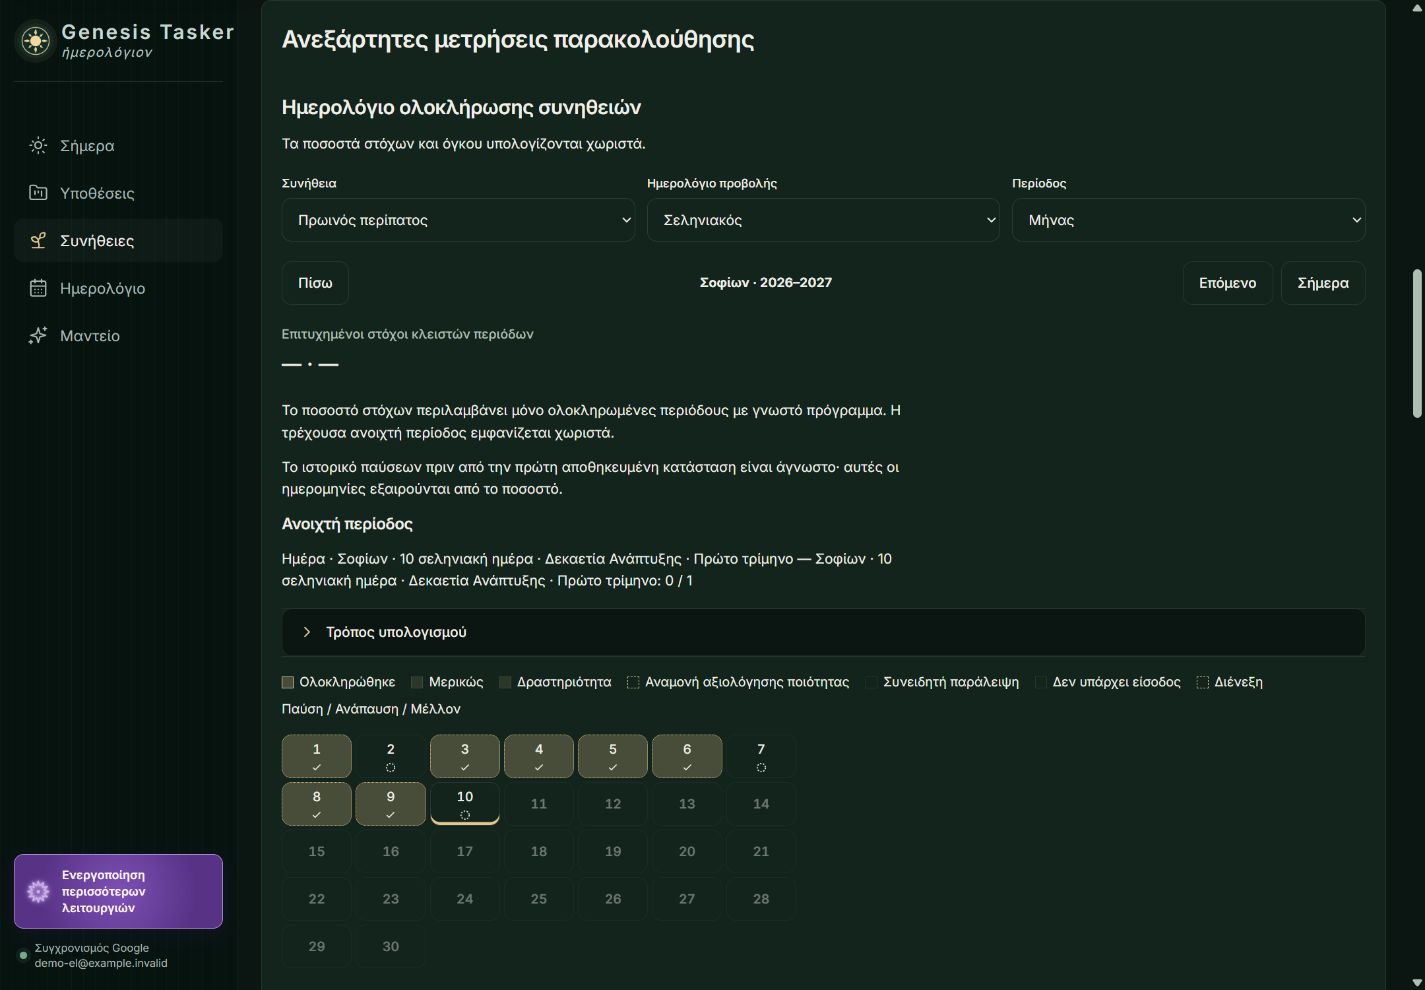 Genesis Tasker
ἡμερολόγιον
Σήμερα
Υποθέσεις
Συνήθειες
Ημερολόγιο
Μαντείο
Ενεργοποίηση
περισσότερων
λειτουργιών
Συγχρονισμός Google
demo-el@example.invalid
Ανεξάρτητες μετρήσεις παρακολούθησης
Ημερολόγιο ολοκλήρωσης συνηθειών
Τα ποσοστά στόχων και όγκου υπολογίζονται χωριστά.
Συνήθεια Ημερολόγιο προβολής Περίοδος
Πρωινός περίπατος Σεληνιακός Μήνας
Πίσω Σοφίων · 2026–2027 Επόμενο Σήμερα
Επιτυχημένοι στόχοι κλειστών περιόδων
— · —
Το ποσοστό στόχων περιλαμβάνει μόνο ολοκληρωμένες περιόδους με γνωστό πρόγραμμα. Η
τρέχουσα ανοιχτή περίοδος εμφανίζεται χωριστά.
Το ιστορικό παύσεων πριν από την πρώτη αποθηκευμένη κατάσταση είναι άγνωστο· αυτές οι
ημερομηνίες εξαιρούνται από το ποσοστό.
Ανοιχτή περίοδος
Ημέρα · Σοφίων · 10 σεληνιακή ημέρα · Δεκαετία Ανάπτυξης · Πρώτο τρίμηνο — Σοφίων · 10
σεληνιακή ημέρα · Δεκαετία Ανάπτυξης · Πρώτο τρίμηνο: 0 / 1
Τρόπος υπολογισμού
Ολοκληρώθηκε Μερικώς Δραστηριότητα Αναμονή αξιολόγησης ποιότητας Συνειδητή παράλειψη Δεν υπάρχει είσοδος Διένεξη
Παύση / Ανάπαυση / Μέλλον
1 2 3 4 5 6 7
8 9 10 11 12 13 14
15 16 17 18 19 20 21
22 23 24 25 26 27 28
29 30